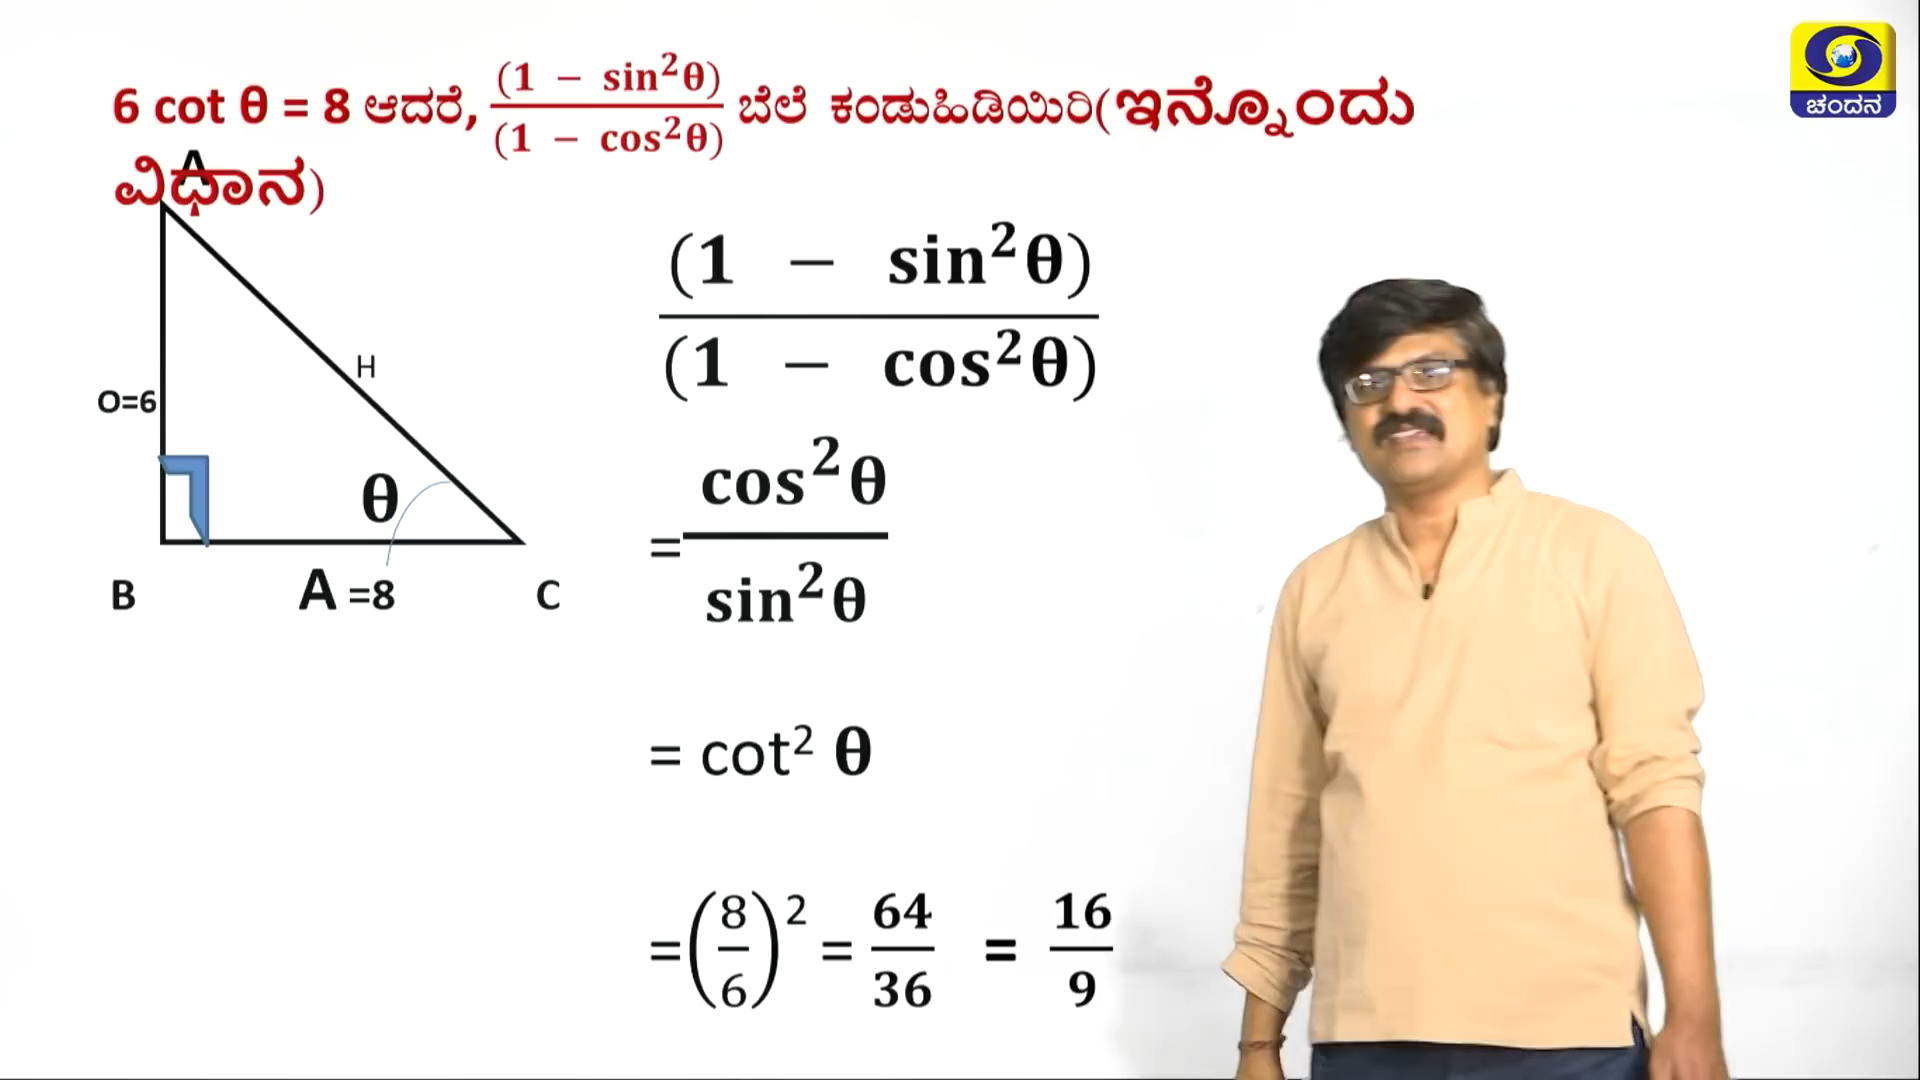 6 cot θ = 8 ಆದರೆ, (1 − sin²θ) / (1 − cos²θ) ಬೆಲೆ ಕಂಡುಹಿಡಿಯಿರಿ(ಇನ್ನೊಂದು
ವಿಧಾನ)
ಚಂದನ
A
(1 − sin²θ)
(1 − cos²θ)
H
O=6
θ
B
A =8
C
= cos²θ / sin²θ
= cot² θ
= (8/6)² = 64/36 = 16/9